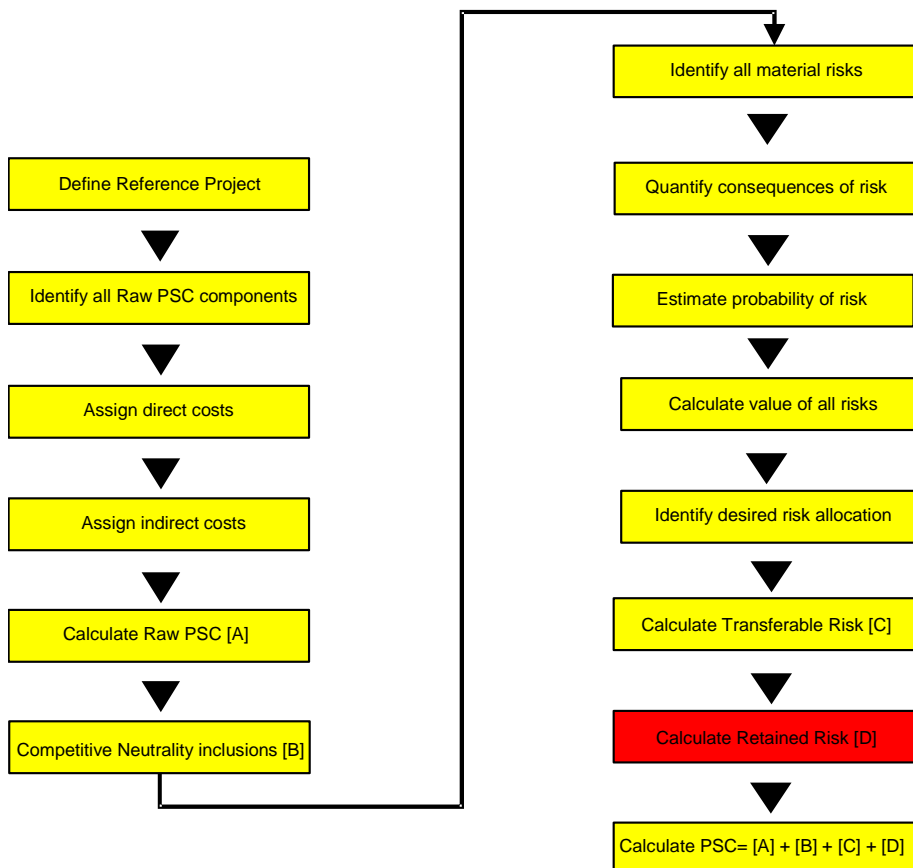 Define Reference Project
Identify all Raw PSC components
Assign direct costs
Assign indirect costs
Calculate Raw PSC [A]
Competitive Neutrality inclusions [B]
Identify all material risks
Quantify consequences of risk
Estimate probability of risk
Calculate value of all risks
Identify desired risk allocation
Calculate Transferable Risk [C]
Calculate Retained Risk [D]
Calculate PSC= [A] + [B] + [C] + [D]